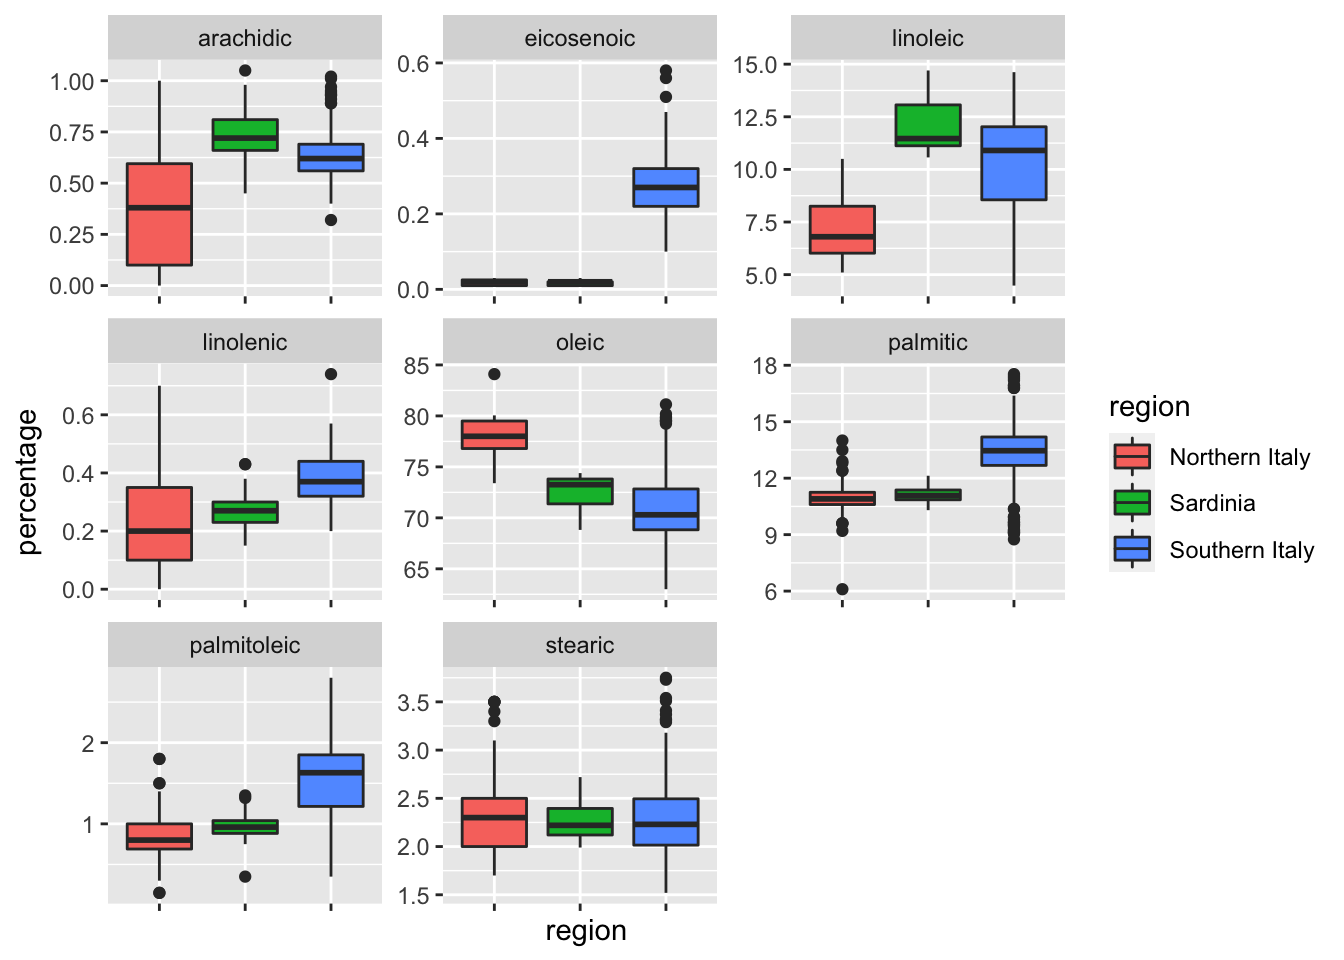 arachidic
eicosenoic
linoleic
1.00
0.75
0.50
0.25
0.00
0.6
0.4
0.2
0.0
15.0
12.5
10.0
7.5
5.0
linolenic
oleic
palmitic
0.6
0.4
0.2
0.0
85
80
75
70
65
18
15
12
9
6
palmitoleic
stearic
2
1
3.5
3.0
2.5
2.0
1.5
percentage
region
region
Northern Italy
Sardinia
Southern Italy